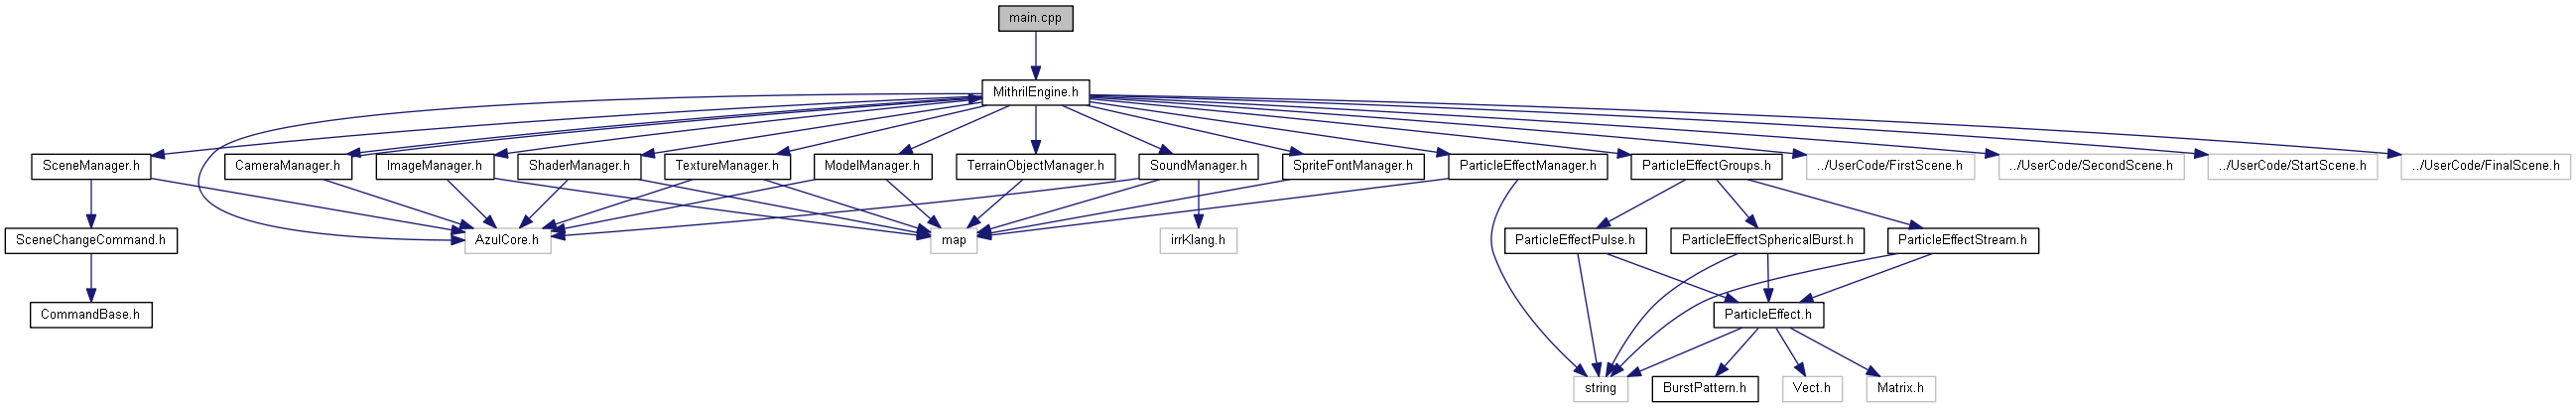 main.cpp
MithrilEngine.h
SceneManager.h
CameraManager.h
ImageManager.h
ShaderManager.h
TextureManager.h
ModelManager.h
TerrainObjectManager.h
SoundManager.h
SpriteFontManager.h
ParticleEffectManager.h
ParticleEffectGroups.h
../UserCode/FirstScene.h
../UserCode/SecondScene.h
../UserCode/StartScene.h
../UserCode/FinalScene.h
SceneChangeCommand.h
AzulCore.h
map
irrKlang.h
ParticleEffectPulse.h
ParticleEffectSphericalBurst.h
ParticleEffectStream.h
CommandBase.h
ParticleEffect.h
string
BurstPattern.h
Vect.h
Matrix.h